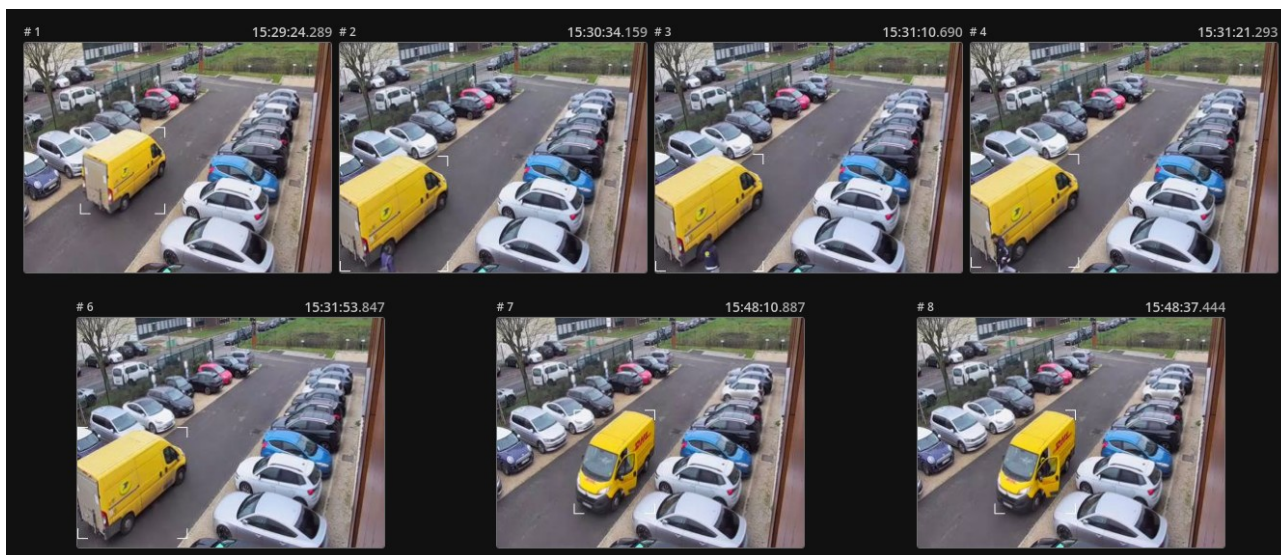 # 1 15:29:24.289
# 2 15:30:34.159
# 3 15:31:10.690
# 4 15:31:21.293
# 6 15:31:53.847
# 7 15:48:10.887
DHL
# 8 15:48:37.444
DHL